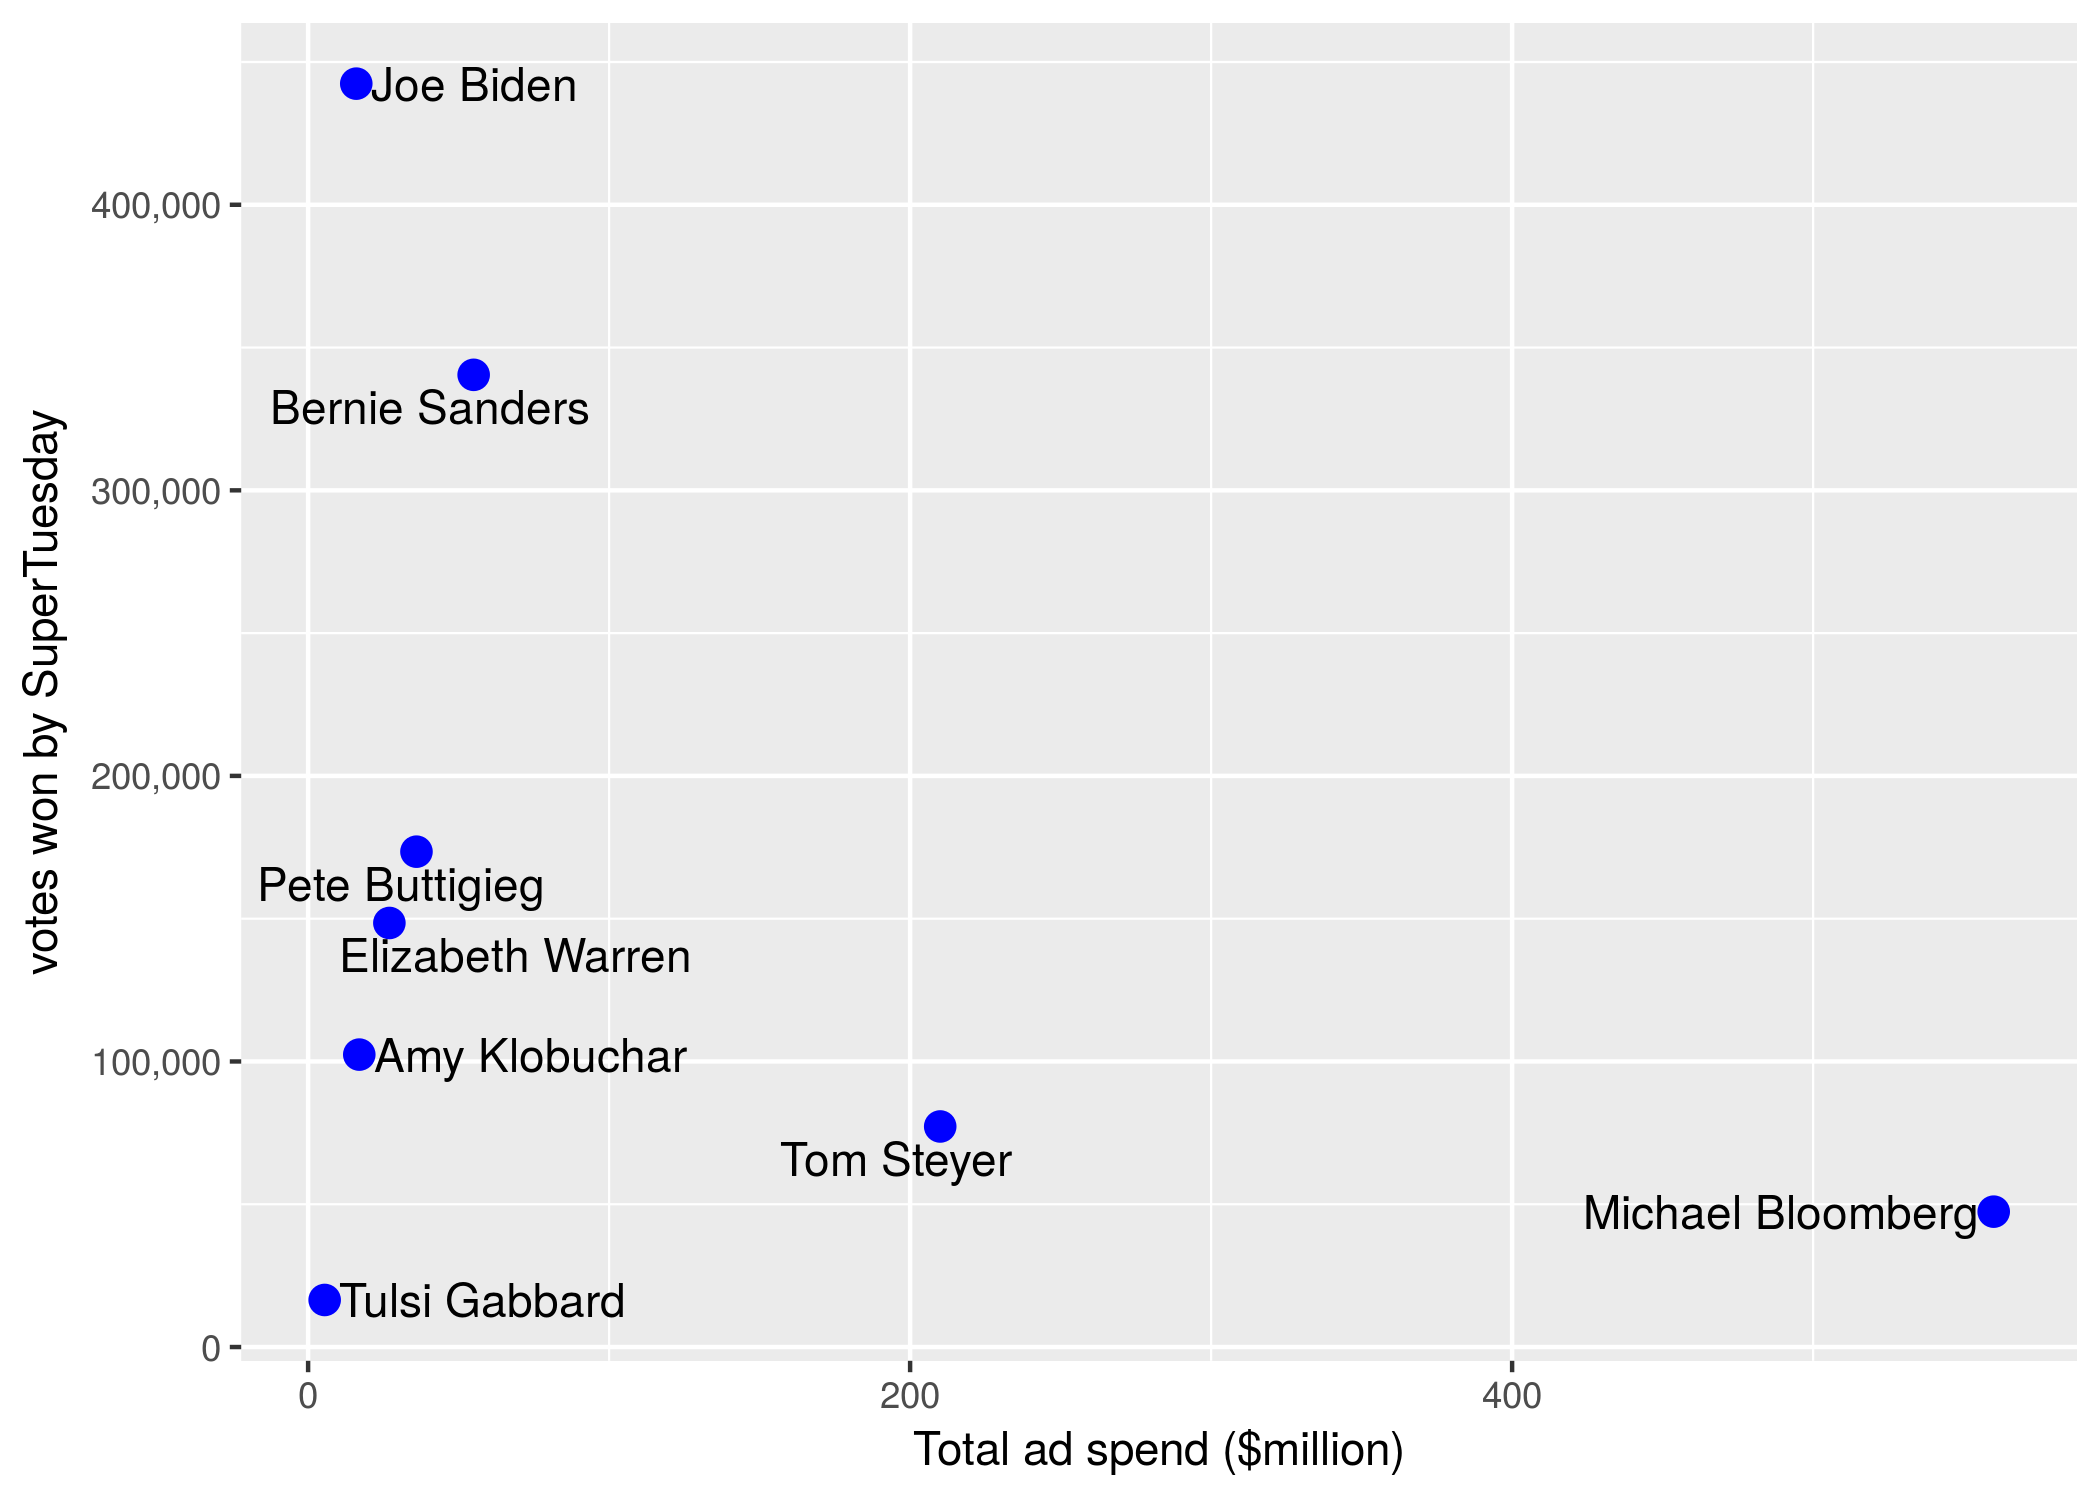 Joe Biden
400,000
Bernie Sanders
300,000
votes won by SuperTuesday
200,000
Pete Buttigieg
Elizabeth Warren
100,000
Amy Klobuchar
Tom Steyer
Michael Bloomberg
Tulsi Gabbard
0
0
200
400
Total ad spend ($million)